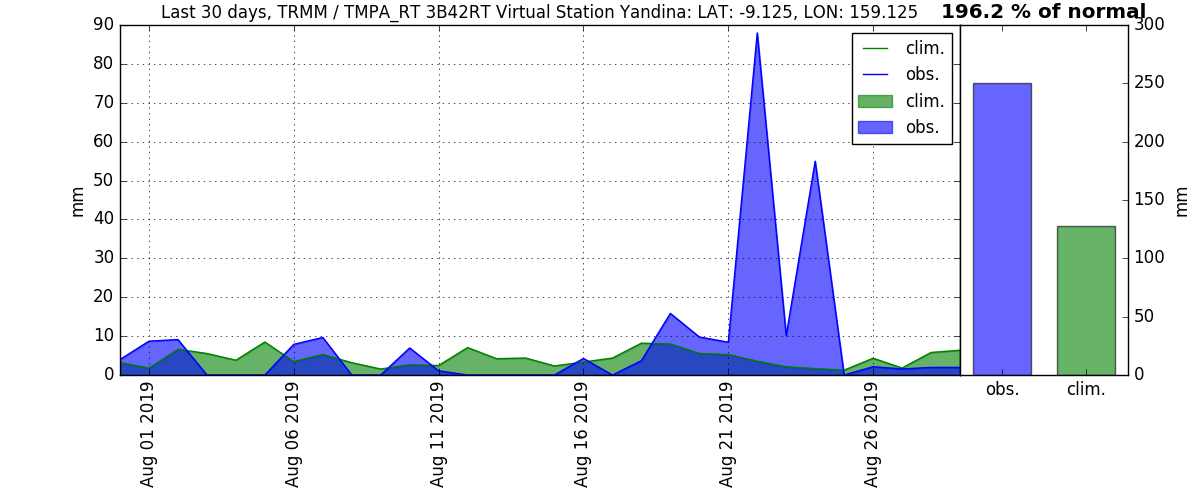 Last 30 days, TRMM / TMPA_RT 3B42RT Virtual Station Yandina: LAT: -9.125, LON: 159.125
196.2 % of normal
90
80
70
60
50
40
30
20
10
0
mm
clim.
obs.
clim.
obs.
Aug 01 2019
Aug 06 2019
Aug 11 2019
Aug 16 2019
Aug 21 2019
Aug 26 2019
300
250
200
150
100
50
0
mm
obs.
clim.